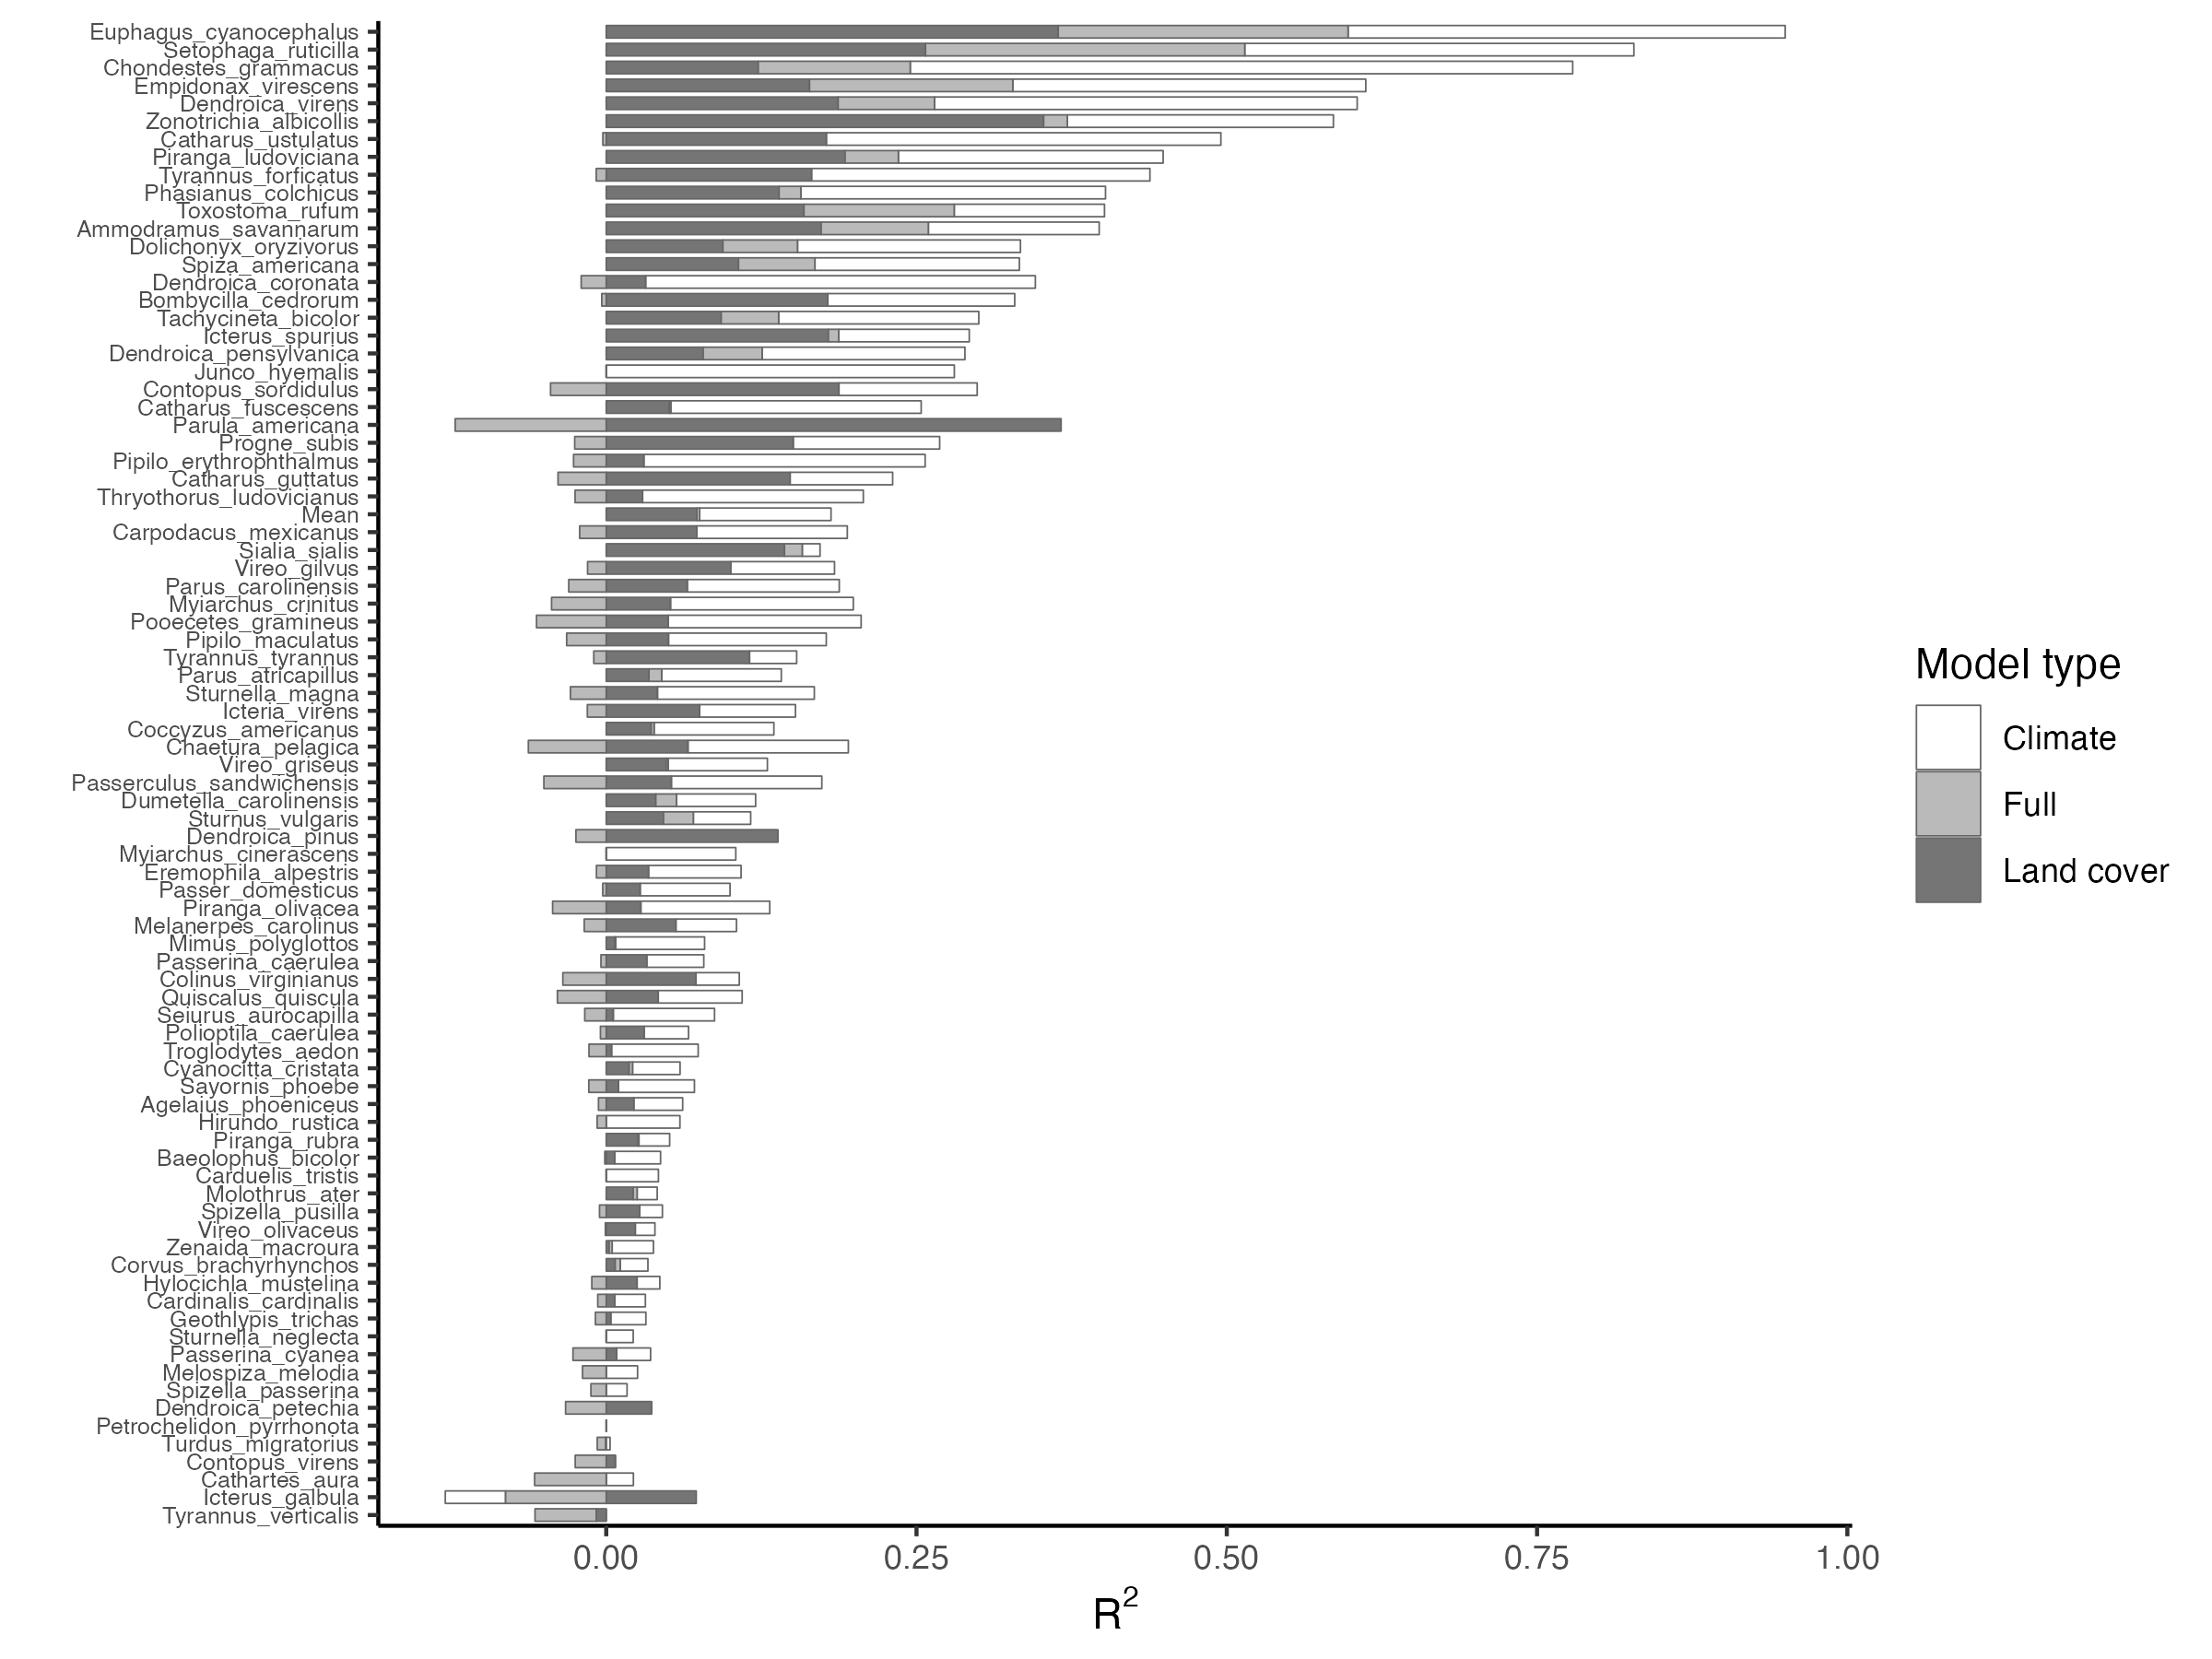 Euphagus_cyanocephalus
Setophaga_ruticilla
Chondestes_grammacus
Empidonax_virescens
Dendroica_virens
Zonotrichia_albicollis
Catharus_ustulatus
Piranga_ludoviciana
Tyrannus_forficatus
Phasianus_colchicus
Toxostoma_rufum
Ammodramus_savannarum
Dolichonyx_oryzivorus
Spiza_americana
Dendroica_coronata
Bombycilla_cedrorum
Tachycineta_bicolor
Icterus_spurius
Dendroica_pensylvanica
Junco_hyemalis
Contopus_sordidulus
Catharus_fuscescens
Parula_americana
Progne_subis
Pipilo_erythrophthalmus
Catharus_guttatus
Thryothorus_ludovicianus
Mean
Carpodacus_mexicanus
Sialia_sialis
Vireo_gilvus
Parus_carolinensis
Myiarchus_crinitus
Pooecetes_gramineus
Pipilo_maculatus
Tyrannus_tyrannus
Parus_atricapillus
Sturnella_magna
Icteria_virens
Coccyzus_americanus
Chaetura_pelagica
Vireo_griseus
Passerculus_sandwichensis
Dumetella_carolinensis
Sturnus_vulgaris
Dendroica_pinus
Myiarchus_cinerascens
Eremophila_alpestris
Passer_domesticus
Piranga_olivacea
Melanerpes_carolinus
Mimus_polyglottos
Passerina_caerulea
Colinus_virginianus
Quiscalus_quiscula
Seiurus_aurocapilla
Polioptila_caerulea
Troglodytes_aedon
Cyanocitta_cristata
Sayornis_phoebe
Agelaius_phoeniceus
Hirundo_rustica
Piranga_rubra
Baeolophus_bicolor
Carduelis_tristis
Molothrus_ater
Spizella_pusilla
Vireo_olivaceus
Zenaida_macroura
Corvus_brachyrhynchos
Hylocichla_mustelina
Cardinalis_cardinalis
Geothlypis_trichas
Sturnella_neglecta
Passerina_cyanea
Melospiza_melodia
Spizella_passerina
Dendroica_petechia
Petrochelidon_pyrrhonota
Turdus_migratorius
Contopus_virens
Cathartes_aura
Icterus_galbula
Tyrannus_verticalis
0.00 0.25 0.50 0.75 1.00
R²
Model type
Climate
Full
Land cover